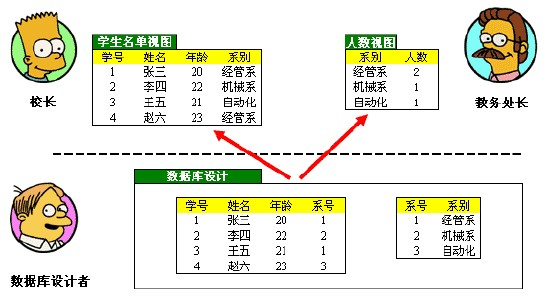 学生名单视图
学号 姓名 年龄 系别
1 张三 20 经管系
2 李四 22 机械系
3 王五 21 自动化
4 赵六 23 经管系
校长
人数视图
系别 人数
经管系 2
机械系 1
自动化 1
教务处长
数据库设计
学号 姓名 年龄 系号
1 张三 20 1
2 李四 22 2
3 王五 21 1
4 赵六 23 3
系号 系别
1 经管系
2 机械系
3 自动化
数据库设计者